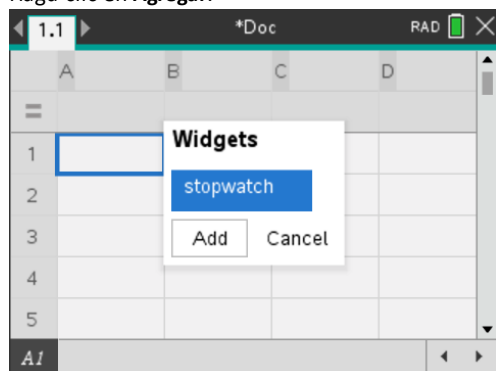 Haga clic en Agregar.
1.1 *Doc RAD
A B C D
=
1
2
3
4
5
Widgets
stopwatch
Add Cancel
A1